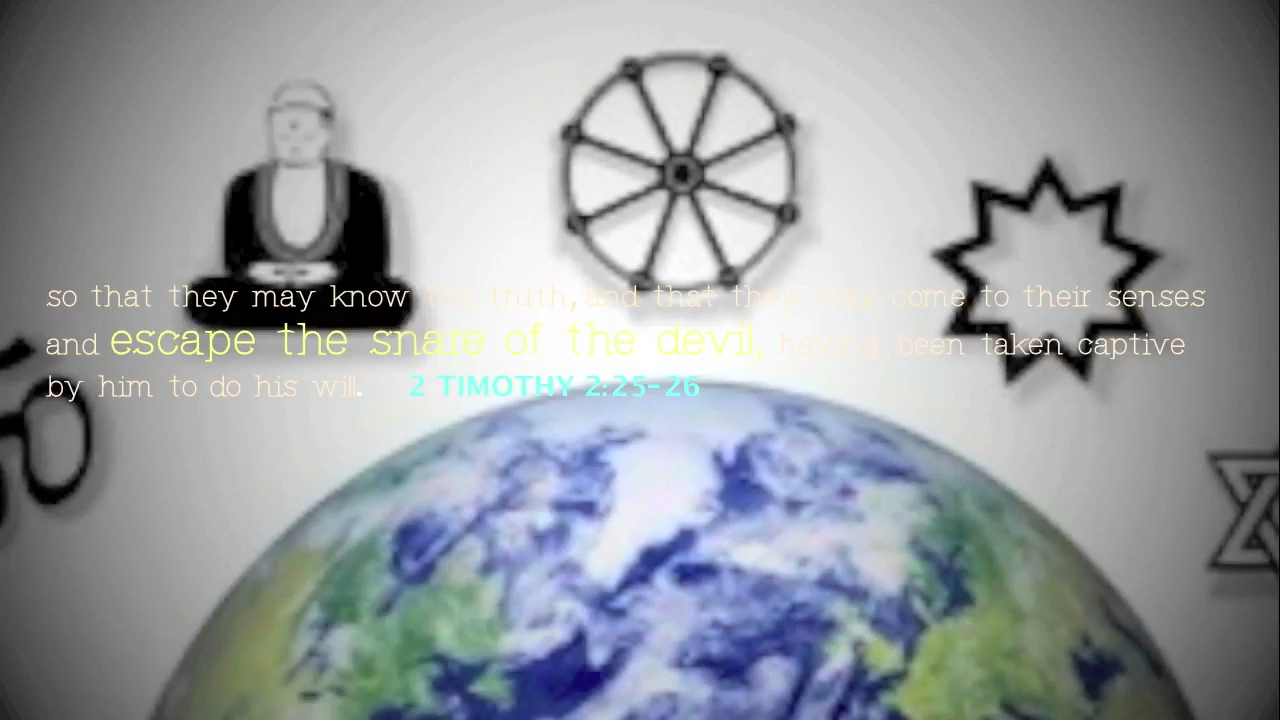 so that they may know the truth, and that they may come to their senses
and escape the snare of the devil, having been taken captive
by him to do his will. 2 TIMOTHY 2:25-26